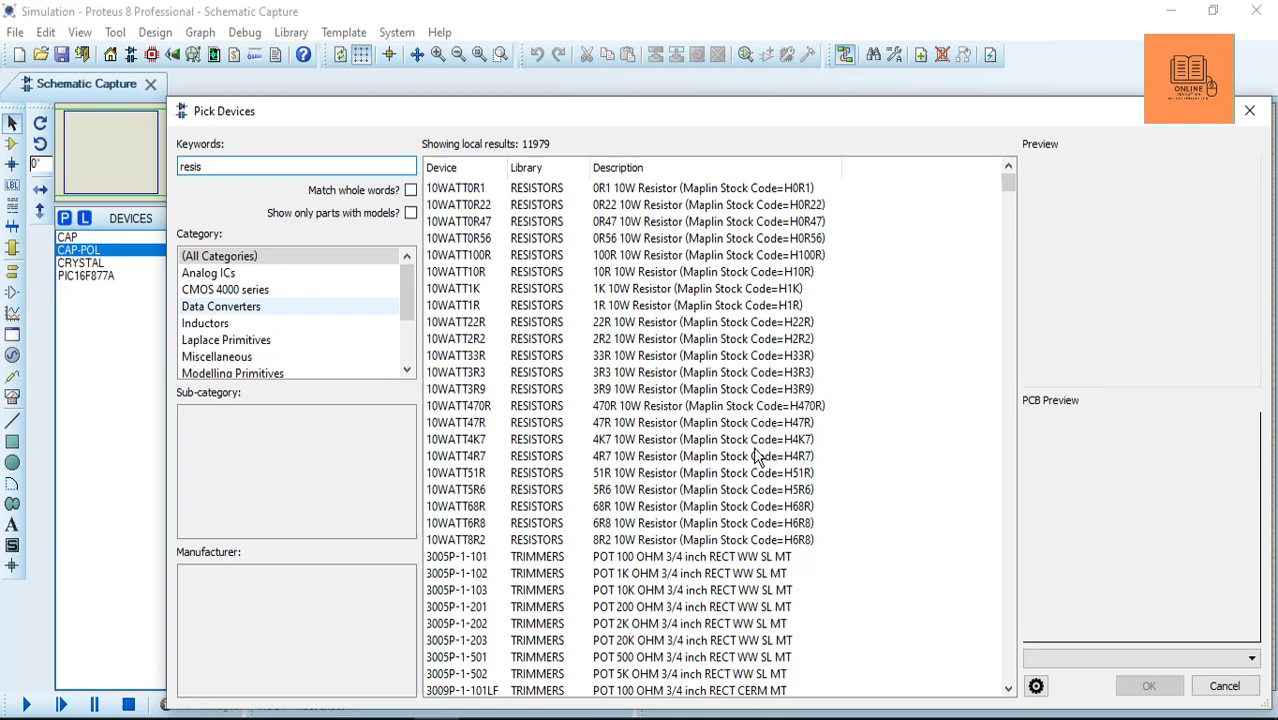 Simulation - Proteus 8 Professional - Schematic Capture
File Edit View Tool Design Graph Debug Library Template System Help
Schematic Capture
ONLINE
Pick Devices
Keywords:
resis
Match whole words?
Show only parts with models?
Category:
(All Categories)
Analog ICs
CMOS 4000 series
Data Converters
Inductors
Laplace Primitives
Miscellaneous
Modelling Primitives
Sub-category:
Manufacturer:
0°
LBL
P L DEVICES
CAP
CAP-POL
CRYSTAL
PIC16F877A
Showing local results: 11979
Device Library Description
10WATT0R1 RESISTORS 0R1 10W Resistor (Maplin Stock Code=H0R1)
10WATT0R22 RESISTORS 0R22 10W Resistor (Maplin Stock Code=H0R22)
10WATT0R47 RESISTORS 0R47 10W Resistor (Maplin Stock Code=H0R47)
10WATT0R56 RESISTORS 0R56 10W Resistor (Maplin Stock Code=H0R56)
10WATT100R RESISTORS 100R 10W Resistor (Maplin Stock Code=H100R)
10WATT10R RESISTORS 10R 10W Resistor (Maplin Stock Code=H10R)
10WATT1K RESISTORS 1K 10W Resistor (Maplin Stock Code=H1K)
10WATT1R RESISTORS 1R 10W Resistor (Maplin Stock Code=H1R)
10WATT22R RESISTORS 22R 10W Resistor (Maplin Stock Code=H22R)
10WATT2R2 RESISTORS 2R2 10W Resistor (Maplin Stock Code=H2R2)
10WATT33R RESISTORS 33R 10W Resistor (Maplin Stock Code=H33R)
10WATT3R3 RESISTORS 3R3 10W Resistor (Maplin Stock Code=H3R3)
10WATT3R9 RESISTORS 3R9 10W Resistor (Maplin Stock Code=H3R9)
10WATT470R RESISTORS 470R 10W Resistor (Maplin Stock Code=H470R)
10WATT47R RESISTORS 47R 10W Resistor (Maplin Stock Code=H47R)
10WATT4K7 RESISTORS 4K7 10W Resistor (Maplin Stock Code=H4K7)
10WATT4R7 RESISTORS 4R7 10W Resistor (Maplin Stock Code=H4R7)
10WATT51R RESISTORS 51R 10W Resistor (Maplin Stock Code=H51R)
10WATT5R6 RESISTORS 5R6 10W Resistor (Maplin Stock Code=H5R6)
10WATT68R RESISTORS 68R 10W Resistor (Maplin Stock Code=H68R)
10WATT6R8 RESISTORS 6R8 10W Resistor (Maplin Stock Code=H6R8)
10WATT8R2 RESISTORS 8R2 10W Resistor (Maplin Stock Code=H6R8)
3005P-1-101 TRIMMERS POT 100 OHM 3/4 inch RECT WW SL MT
3005P-1-102 TRIMMERS POT 1K OHM 3/4 inch RECT WW SL MT
3005P-1-103 TRIMMERS POT 10K OHM 3/4 inch RECT WW SL MT
3005P-1-201 TRIMMERS POT 200 OHM 3/4 inch RECT WW SL MT
3005P-1-202 TRIMMERS POT 2K OHM 3/4 inch RECT WW SL MT
3005P-1-203 TRIMMERS POT 20K OHM 3/4 inch RECT WW SL MT
3005P-1-501 TRIMMERS POT 500 OHM 3/4 inch RECT WW SL MT
3005P-1-502 TRIMMERS POT 5K OHM 3/4 inch RECT WW SL MT
3009P-1-101LF TRIMMERS POT 100 OHM 3/4 inch RECT CERM MT
Preview
PCB Preview
OK Cancel